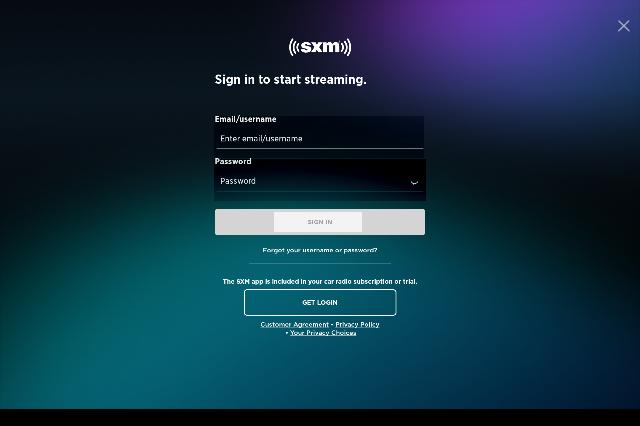 sxm
Sign in to start streaming.
Email/username
Enter email/username
Password
Password
SIGN IN
Forgot your username or password?
The SXM app is included in your car radio subscription or trial.
GET LOGIN
Customer Agreement • Privacy Policy
• Your Privacy Choices